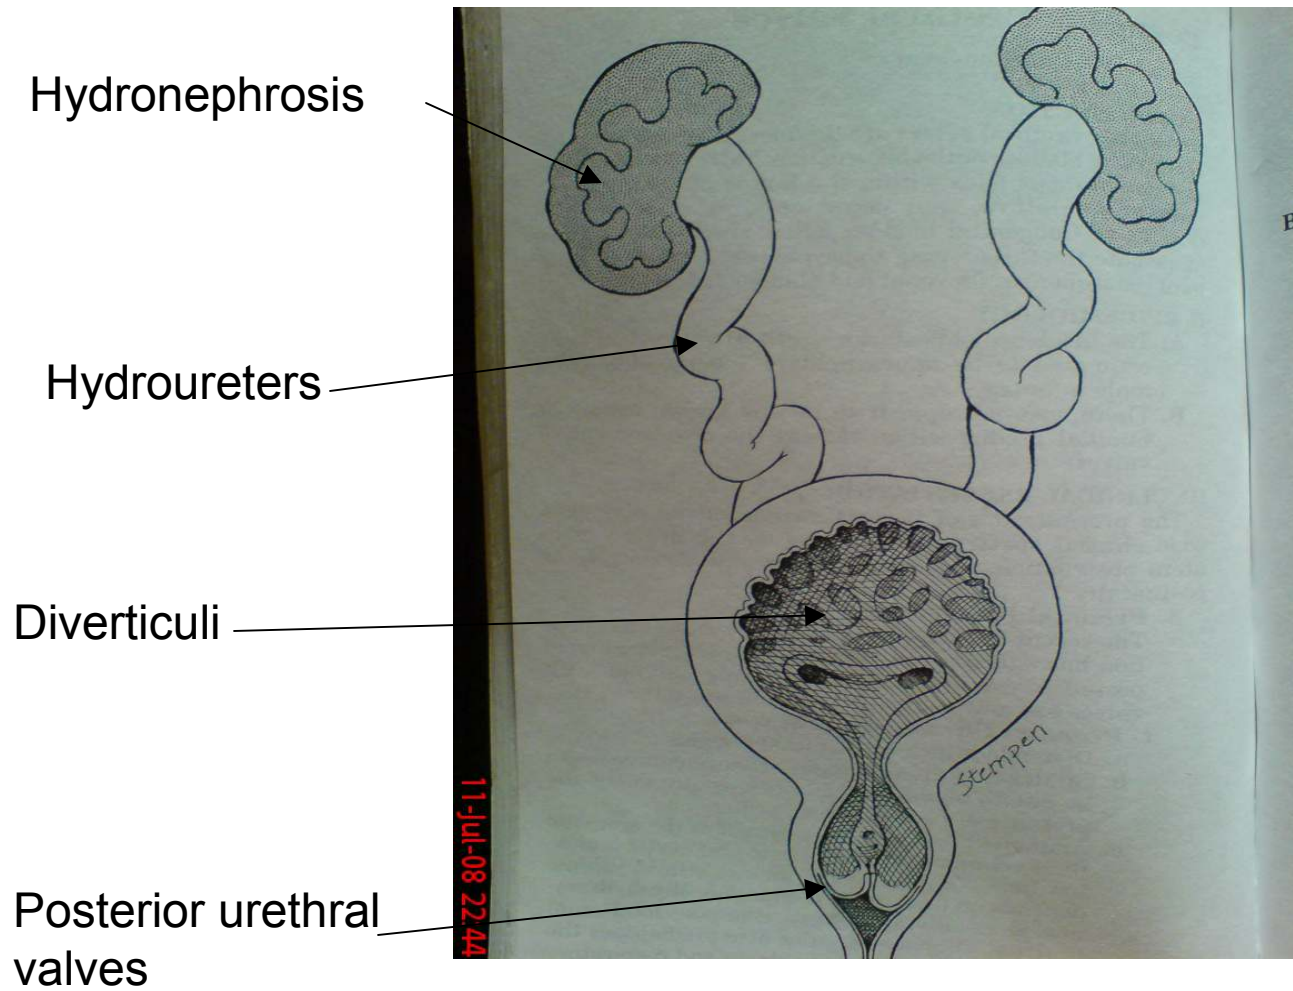 Hydronephrosis
Hydroureters
Diverticuli
Posterior urethral
valves
Stempen
11-Jul-08 22:44